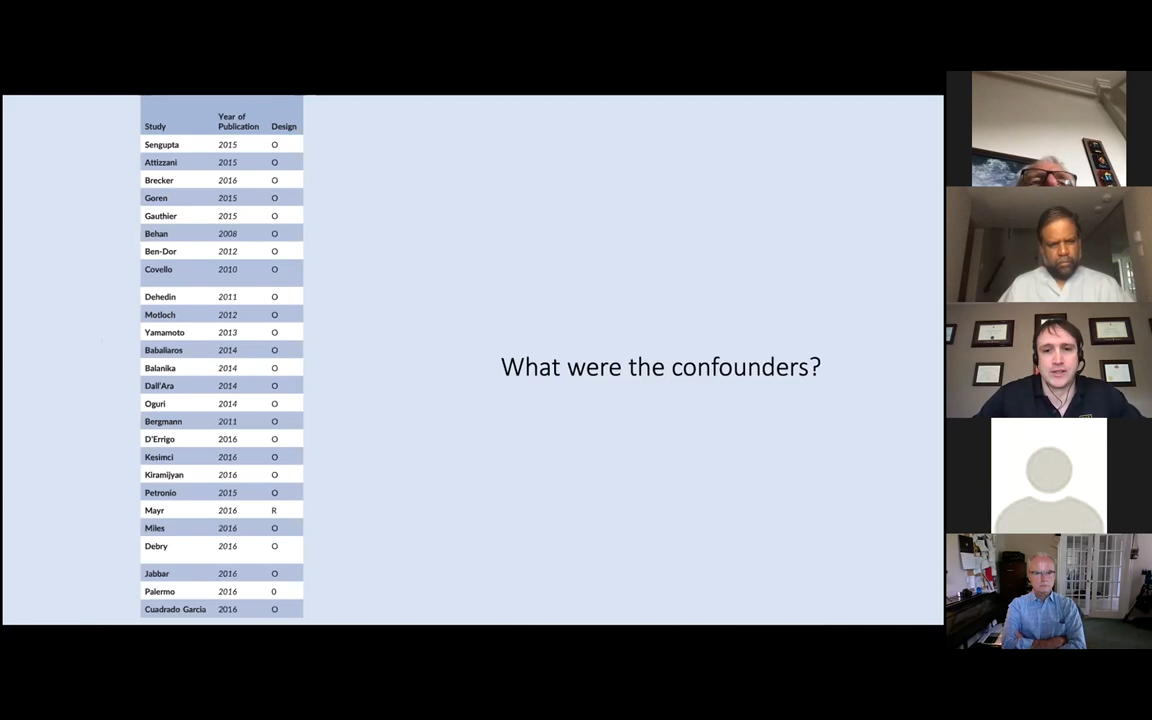 Study Year of Publication Design
Sengupta 2015 O
Attizzani 2015 O
Brecker 2016 O
Goren 2015 O
Gauthier 2015 O
Behan 2008 O
Ben-Dor 2012 O
Covello 2010 O
Dehedin 2011 O
Motloch 2012 O
Yamamoto 2013 O
Babaliaros 2014 O
Balanika 2014 O
Dall'Ara 2014 O
Oguri 2014 O
Bergmann 2011 O
D'Errigo 2016 O
Kesimci 2016 O
Kiramijyan 2016 O
Petronio 2015 O
Mayr 2016 R
Miles 2016 O
Debry 2016 O
Jabbar 2016 O
Palermo 2016 0
Cuadrado Garcia 2016 O
What were the confounders?